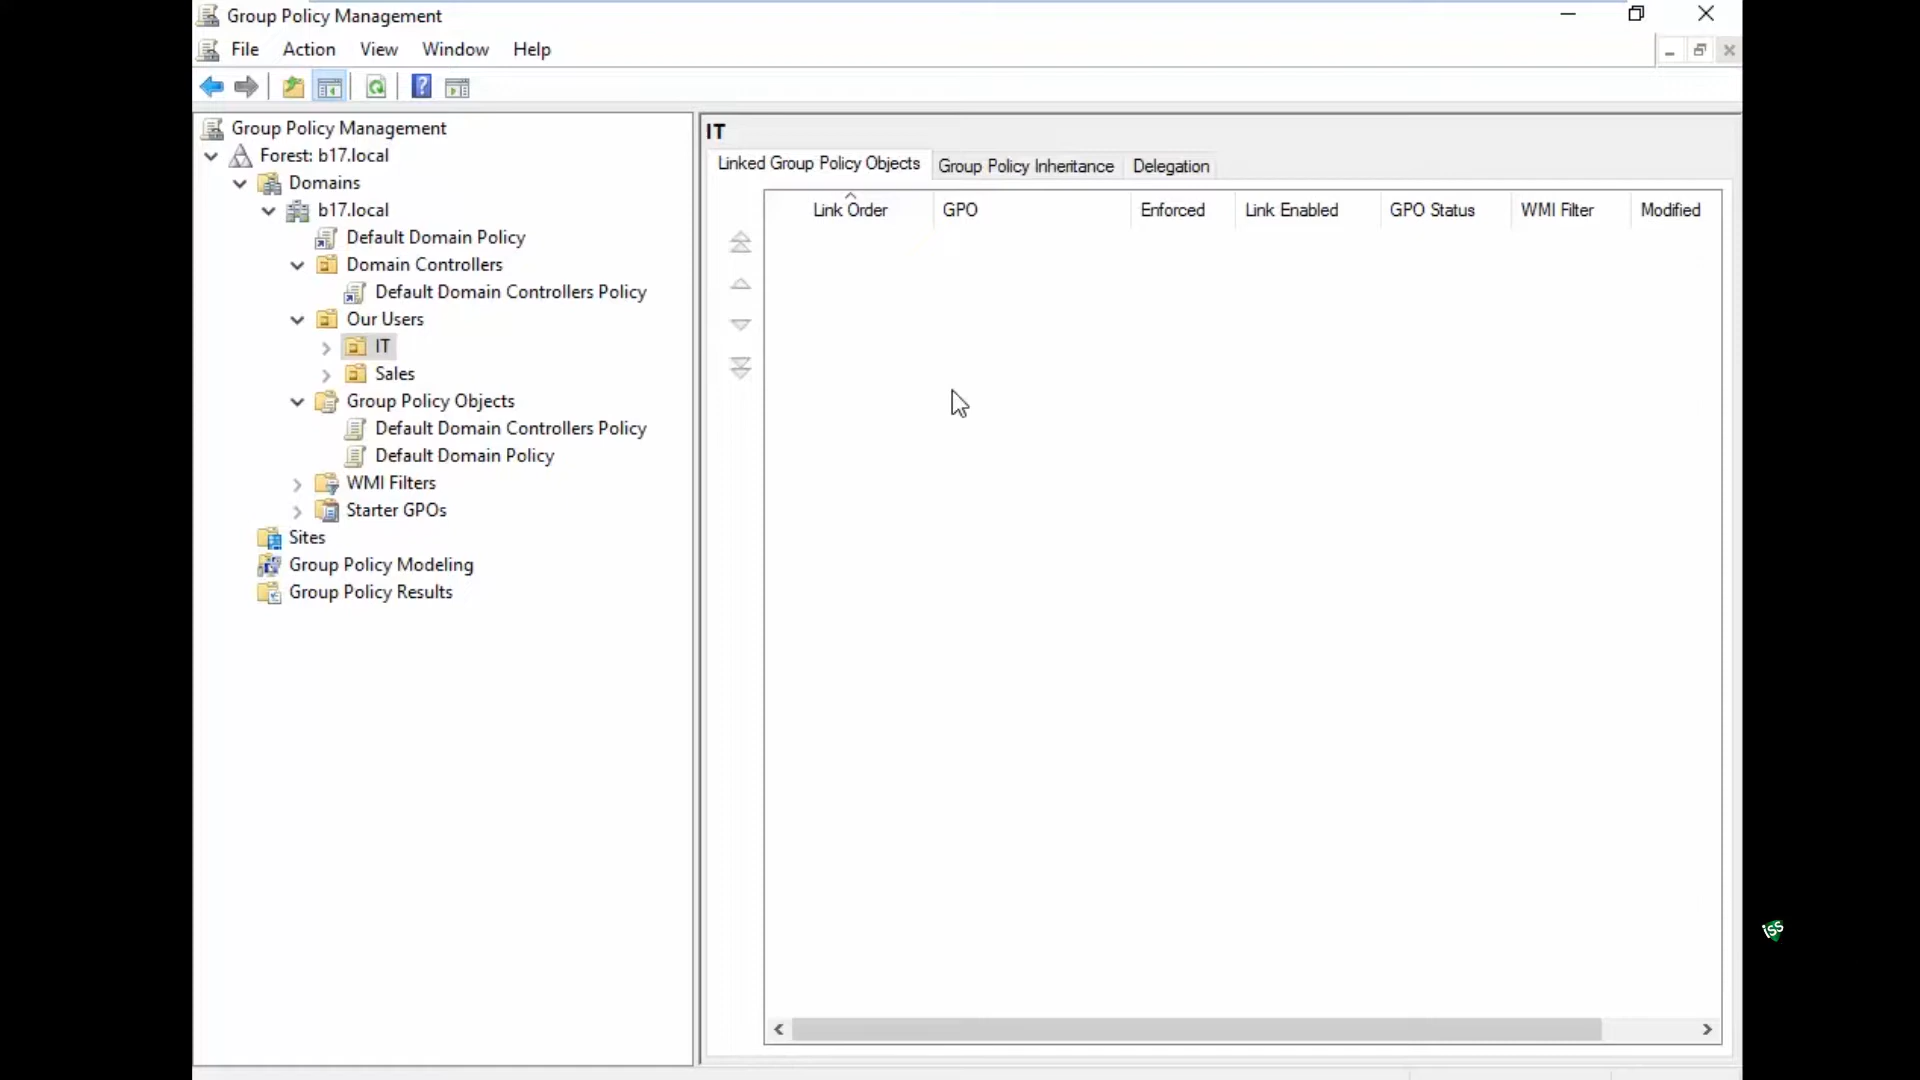 Group Policy Management
File Action View Window Help
Group Policy Management
Forest: b17.local
Domains
b17.local
Default Domain Policy
Domain Controllers
Default Domain Controllers Policy
Our Users
IT
Sales
Group Policy Objects
Default Domain Controllers Policy
Default Domain Policy
WMI Filters
Starter GPOs
Sites
Group Policy Modeling
Group Policy Results
IT
Linked Group Policy Objects Group Policy Inheritance Delegation
Link Order GPO Enforced Link Enabled GPO Status WMI Filter Modified
iSS